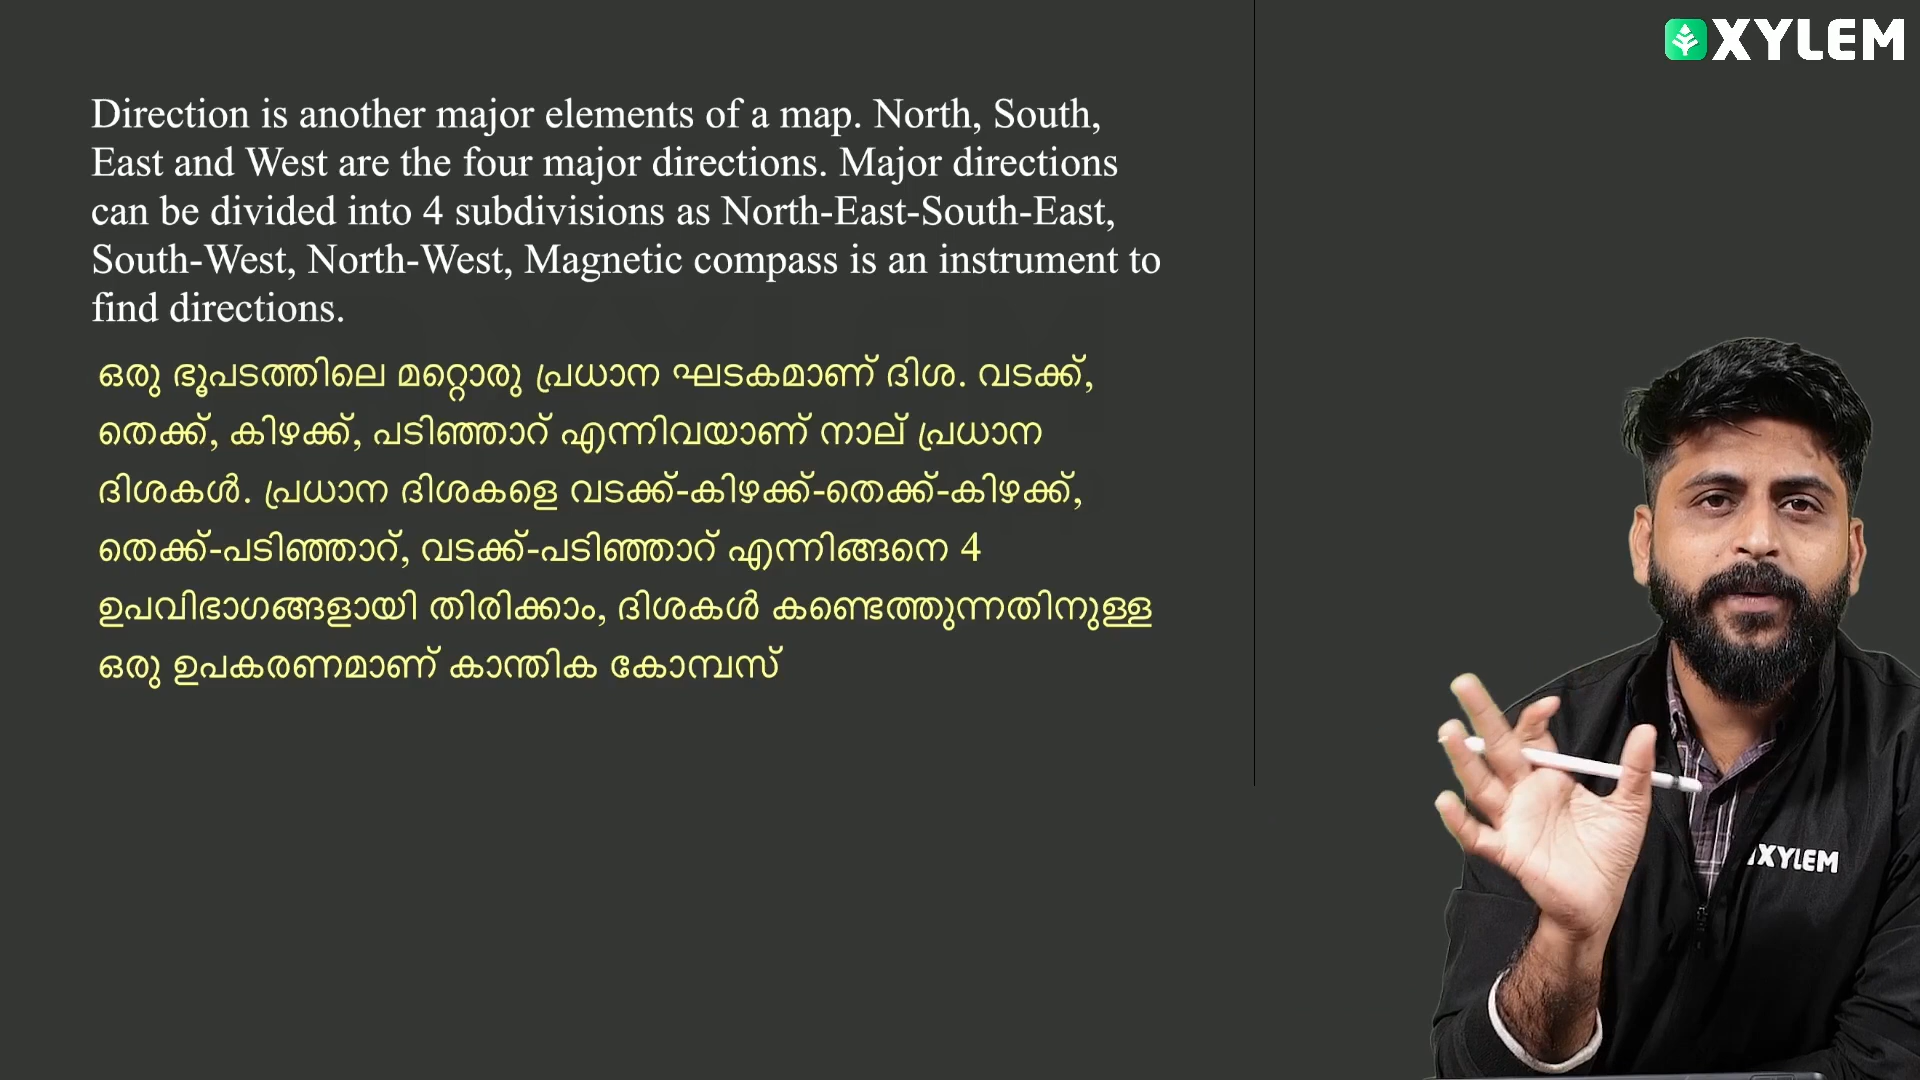 XYLEM
Direction is another major elements of a map. North, South,
East and West are the four major directions. Major directions
can be divided into 4 subdivisions as North-East-South-East,
South-West, North-West, Magnetic compass is an instrument to
find directions.
ഒരു ഭൂപടത്തിലെ മറ്റൊരു പ്രധാന ഘടകമാണ് ദിശ. വടക്ക്,
തെക്ക്, കിഴക്ക്, പടിഞ്ഞാറ് എന്നിവയാണ് നാല് പ്രധാന
ദിശകൾ. പ്രധാന ദിശകളെ വടക്ക്-കിഴക്ക്-തെക്ക്-കിഴക്ക്,
തെക്ക്-പടിഞ്ഞാറ്, വടക്ക്-പടിഞ്ഞാറ് എന്നിങ്ങനെ 4
ഉപവിഭാഗങ്ങളായി തിരിക്കാം, ദിശകൾ കണ്ടെത്തുന്നതിനുള്ള
ഒരു ഉപകരണമാണ് കാന്തിക കോമ്പസ്
XYLEM